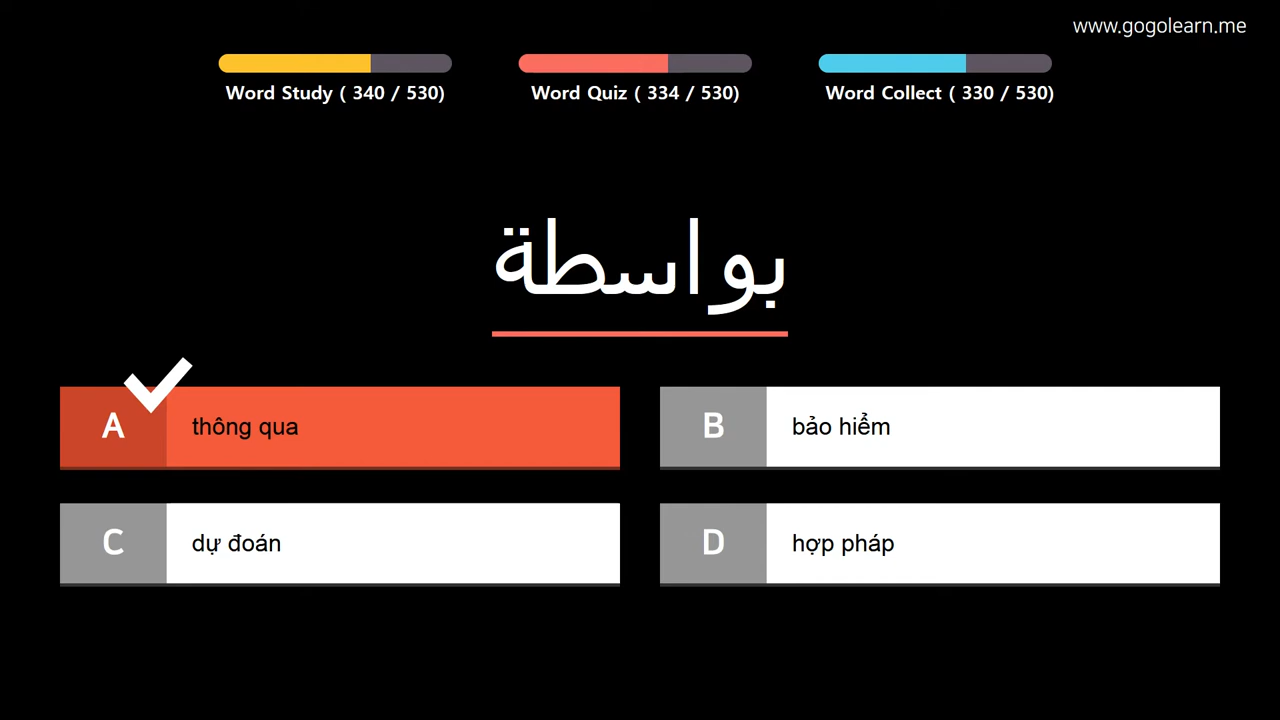 www.gogolearn.me
Word Study ( 340 / 530)
Word Quiz ( 334 / 530)
Word Collect ( 330 / 530)
بواسطة
A thông qua
B bảo hiểm
C dự đoán
D hợp pháp